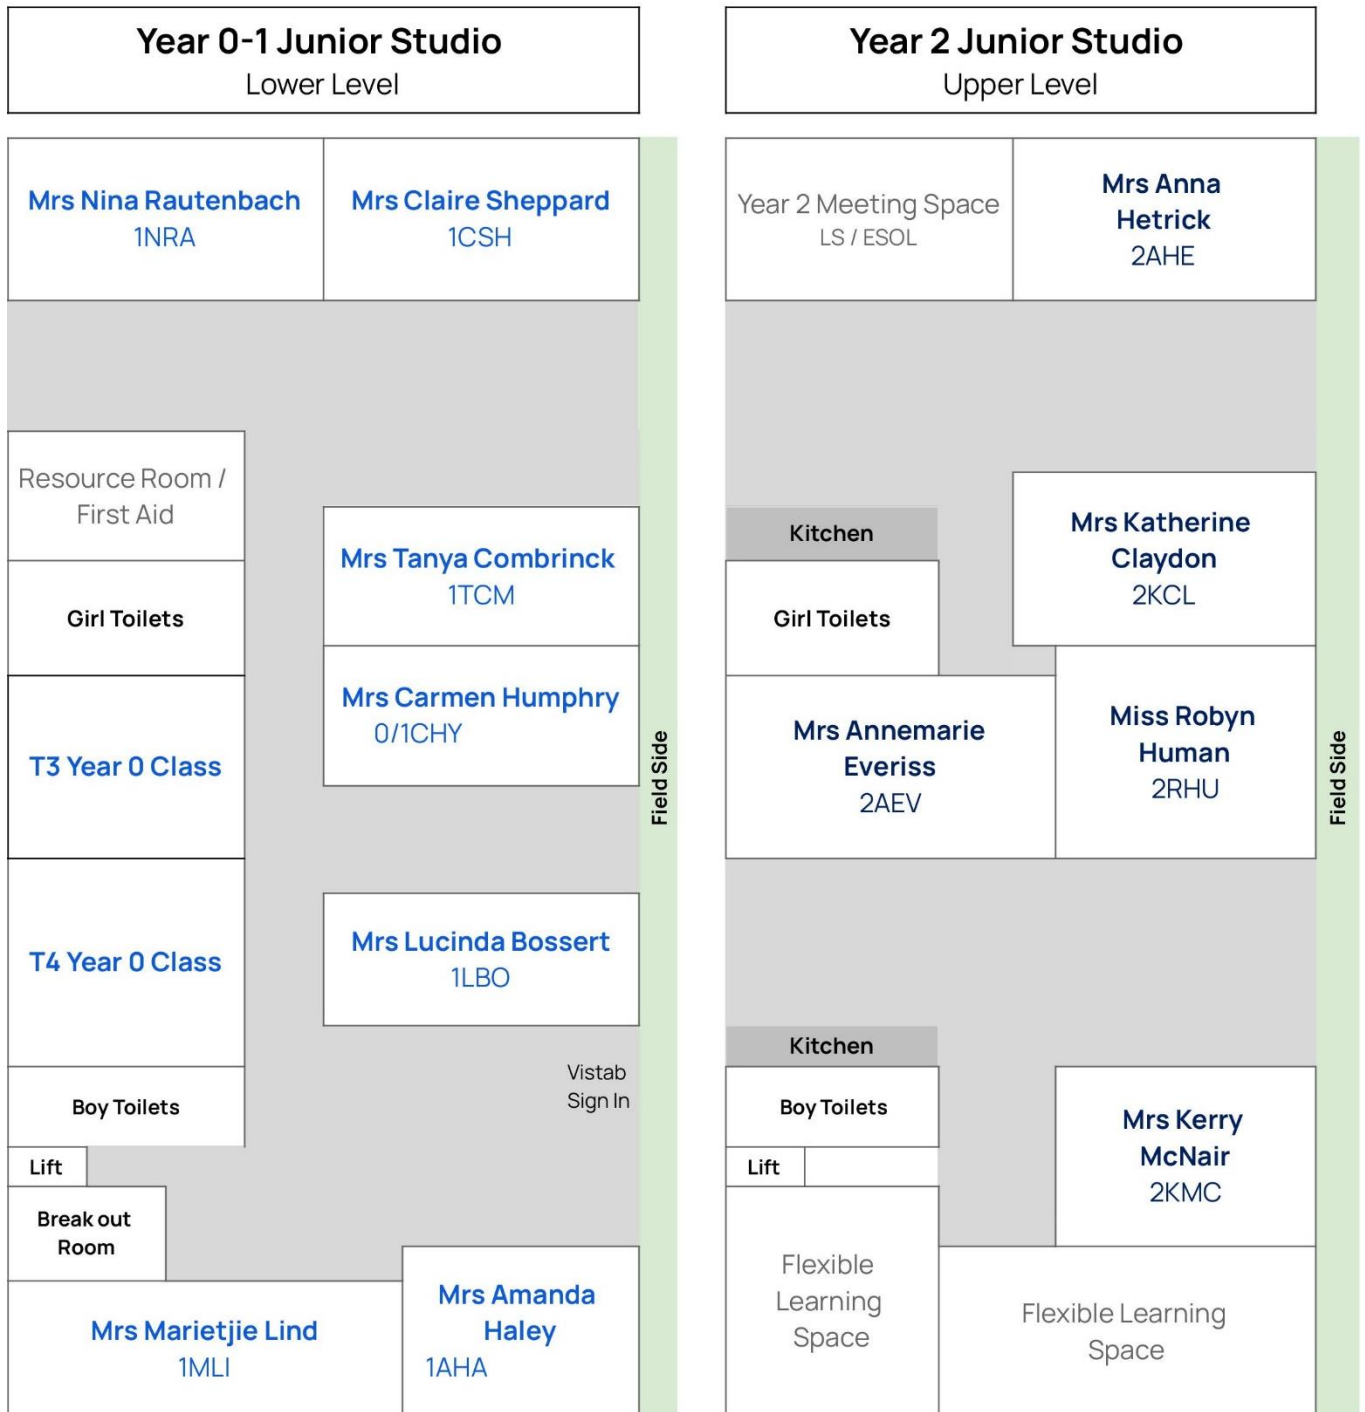 Year 0-1 Junior Studio
Lower Level
Mrs Nina Rautenbach
1NRA
Mrs Claire Sheppard
1CSH
Resource Room /
First Aid
Mrs Tanya Combrinck
1TCM
Girl Toilets
Mrs Carmen Humphry
0/1CHY
T3 Year 0 Class
Field Side
T4 Year 0 Class
Mrs Lucinda Bossert
1LBO
Vistab
Sign In
Boy Toilets
Lift
Break out
Room
Mrs Marietjie Lind
1MLI
Mrs Amanda
Haley
1AHA
Year 2 Junior Studio
Upper Level
Year 2 Meeting Space
LS / ESOL
Mrs Anna
Hetrick
2AHE
Kitchen
Mrs Katherine
Claydon
2KCL
Girl Toilets
Mrs Annemarie
Everiss
2AEV
Miss Robyn
Human
2RHU
Field Side
Kitchen
Boy Toilets
Mrs Kerry
McNair
2KMC
Lift
Flexible
Learning
Space
Flexible Learning
Space